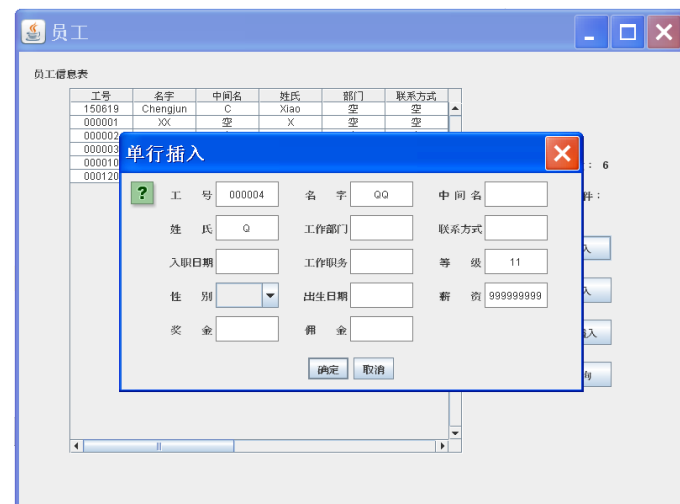 员工
员工信息表
工号 名字 中间名 姓氏 部门 联系方式
150619 Chengjun C Xiao 空 空
000001 XX 空 X 空 空
000002
000003
000010
000120
: 6
件:
单行插入
? 工 号 000004 名 字 QQ 中间名
姓 氏 Q 工作部门 联系方式
入职日期 工作职务 等 级 11
性 别 出生日期 薪 资 999999999
奖 金 佣 金
确定 取消
入
入
入
询